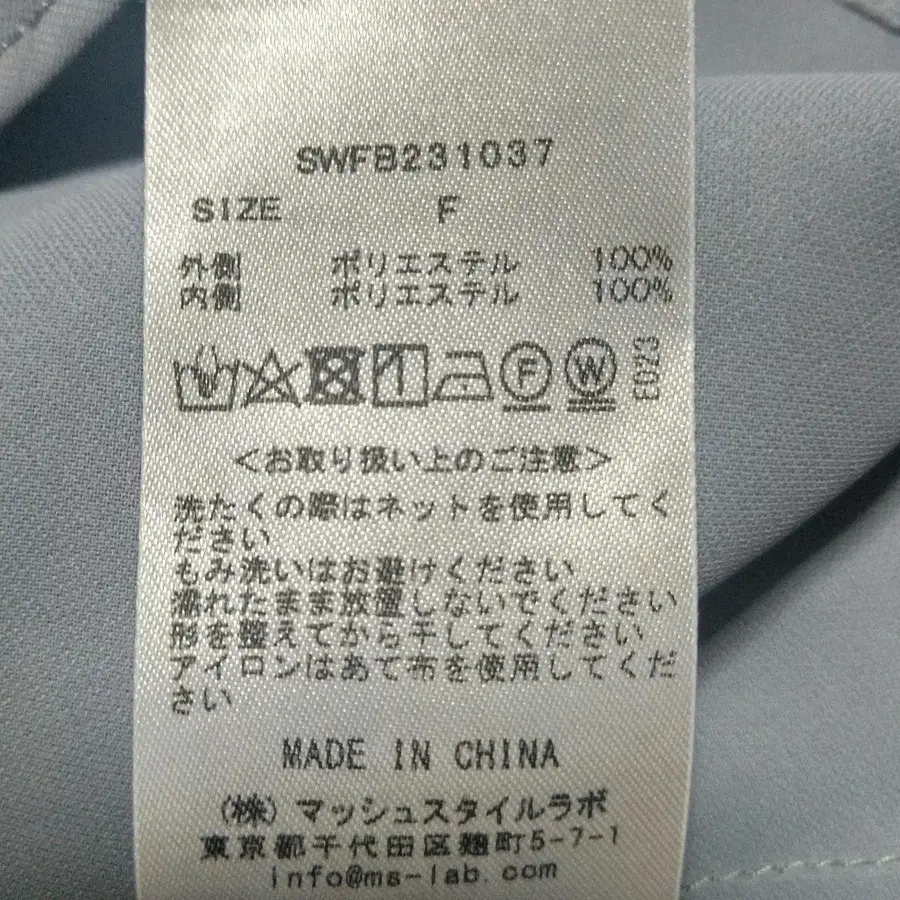 SWFB231037
SIZE F
外側 ポリエステル 100%
内側 ポリエステル 100%
F W E023
<お取り扱い上のご注意>
洗たくの際はネットを使用してく
ださい
もみ洗いはお避けください
濡れたまま放置しないでください
形を整えてから干してください
アイロンはあて布を使用してくだ
さい
MADE IN CHINA
(株)マッシュスタイルラボ
東京都千代田区麹町5-7-1
info@ms-lab.com